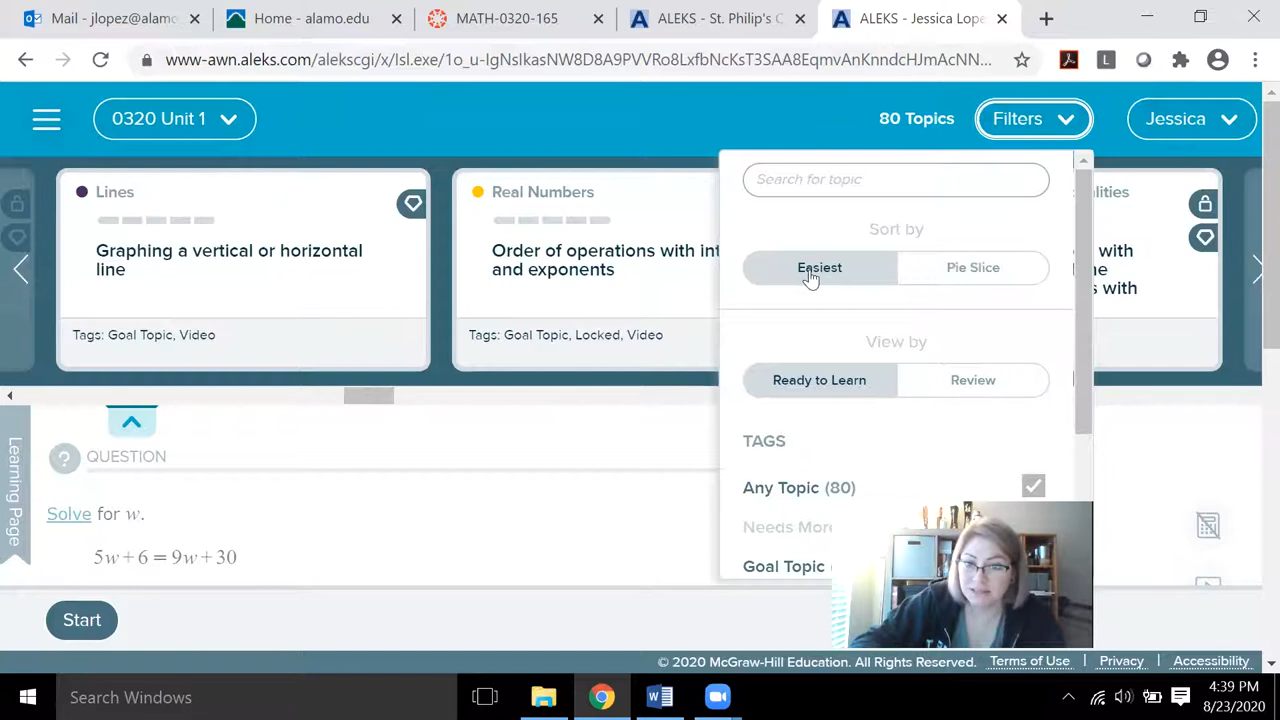 Mail - jlopez@alamo
Home - alamo.edu
MATH-0320-165
ALEKS - St. Philip's C
ALEKS - Jessica Lope
www-awn.aleks.com/alekscgi/x/Isl.exe/1o_u-IgNsIkasNW8D8A9PVVRo8LxfbNcKsT3SAA8EqmvAnKnndcHJmAcNN...
0320 Unit 1
80 Topics
Filters
Jessica
Lines
Graphing a vertical or horizontal
line
Tags: Goal Topic, Video
Real Numbers
Order of operations with int
and exponents
Tags: Goal Topic, Locked, Video
alities
with
ne
s with
Search for topic
Sort by
Easiest
Pie Slice
View by
Ready to Learn
Review
TAGS
Any Topic (80)
Needs More
Goal Topic (
Learning Page
? QUESTION
Solve for w.
5w+6=9w+30
Start
© 2020 McGraw-Hill Education. All Rights Reserved. Terms of Use | Privacy | Accessibility
Search Windows
4:39 PM
8/23/2020